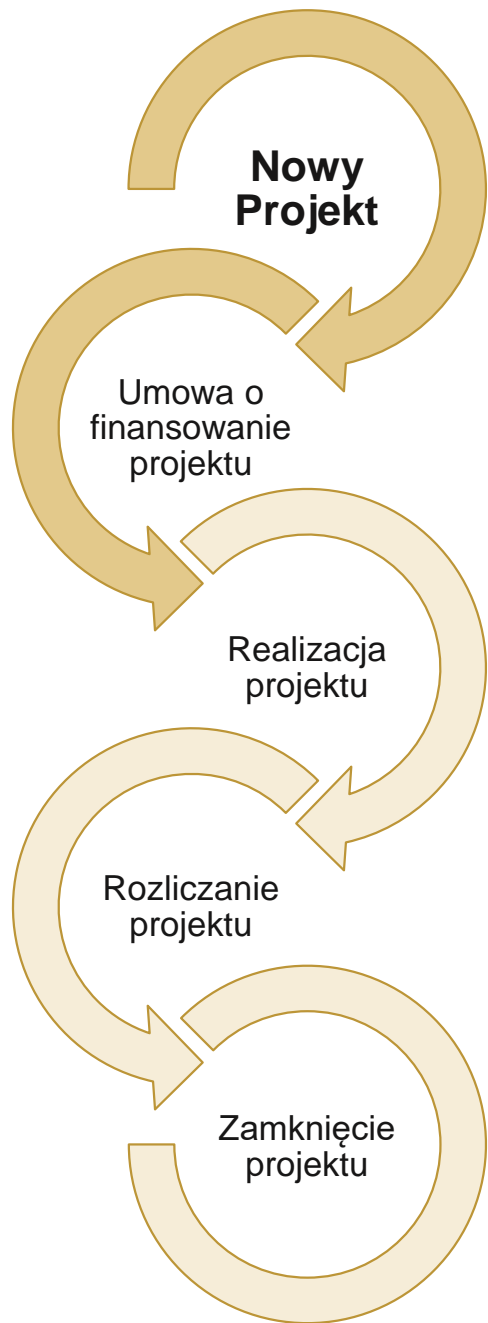 Nowy
Projekt
Umowa o
finansowanie
projektu
Realizacja
projektu
Rozliczanie
projektu
Zamknięcie
projektu